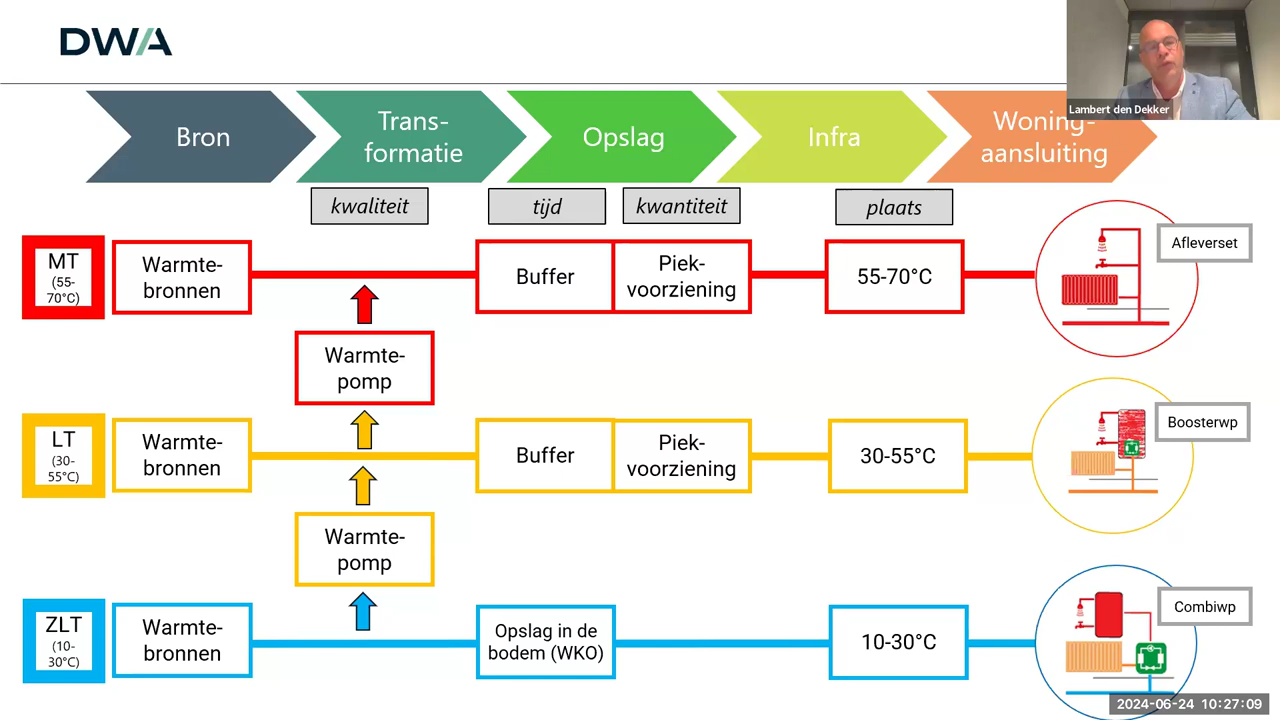 DWA
Lambert den Dekker
Bron
Trans-
formatie
Opslag
Infra
Woning-
aansluiting
kwaliteit
tijd
kwantiteit
plaats
MT
(55-
70°C)
Warmte-
bronnen
Buffer
Piek-
voorziening
55-70°C
Afleverset
Warmte-
pomp
LT
(30-
55°C)
Warmte-
bronnen
Buffer
Piek-
voorziening
30-55°C
Boosterwp
Warmte-
pomp
ZLT
(10-
30°C)
Warmte-
bronnen
Opslag in de
bodem (WKO)
10-30°C
Combiwp
2024-06-24 10:27:09